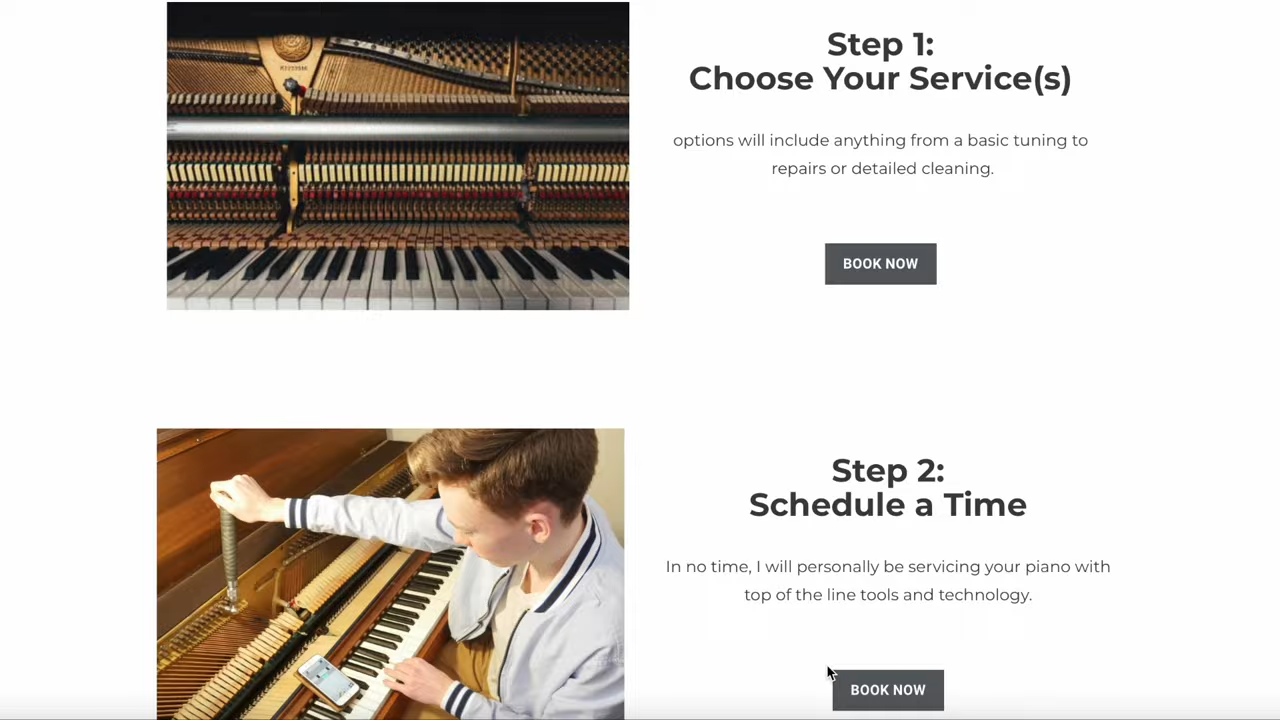 Step 1:
Choose Your Service(s)
options will include anything from a basic tuning to
repairs or detailed cleaning.
BOOK NOW
Step 2:
Schedule a Time
In no time, I will personally be servicing your piano with
top of the line tools and technology.
BOOK NOW